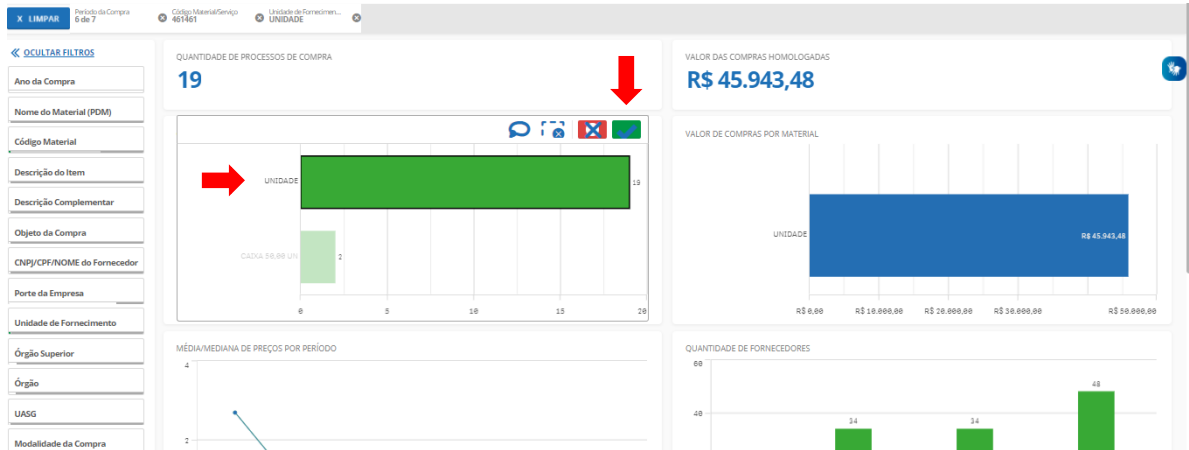 X LIMPAR
Período da Compra
6 de 7
Código Material/Serviço
461461
Unidade de Fornecimen...
UNIDADE
OCULTAR FILTROS
Ano da Compra
Nome do Material (PDM)
Código Material
Descrição do Item
Descrição Complementar
Objeto da Compra
CNPJ/CPF/NOME do Fornecedor
Porte da Empresa
Unidade de Fornecimento
Órgão Superior
Órgão
UASG
Modalidade da Compra
QUANTIDADE DE PROCESSOS DE COMPRA
19
VALOR DAS COMPRAS HOMOLOGADAS
R$ 45.943,48
UNIDADE
19
CAIXA 50,00 UN
2
0 5 10 15 20
VALOR DE COMPRAS POR MATERIAL
UNIDADE
R$ 45.943,48
R$ 0,00 R$ 10.000,00 R$ 20.000,00 R$ 30.000,00 R$ 50.000,00
MÉDIA/MEDIANA DE PREÇOS POR PERÍODO
4
2
QUANTIDADE DE FORNECEDORES
60
48
40
34 34